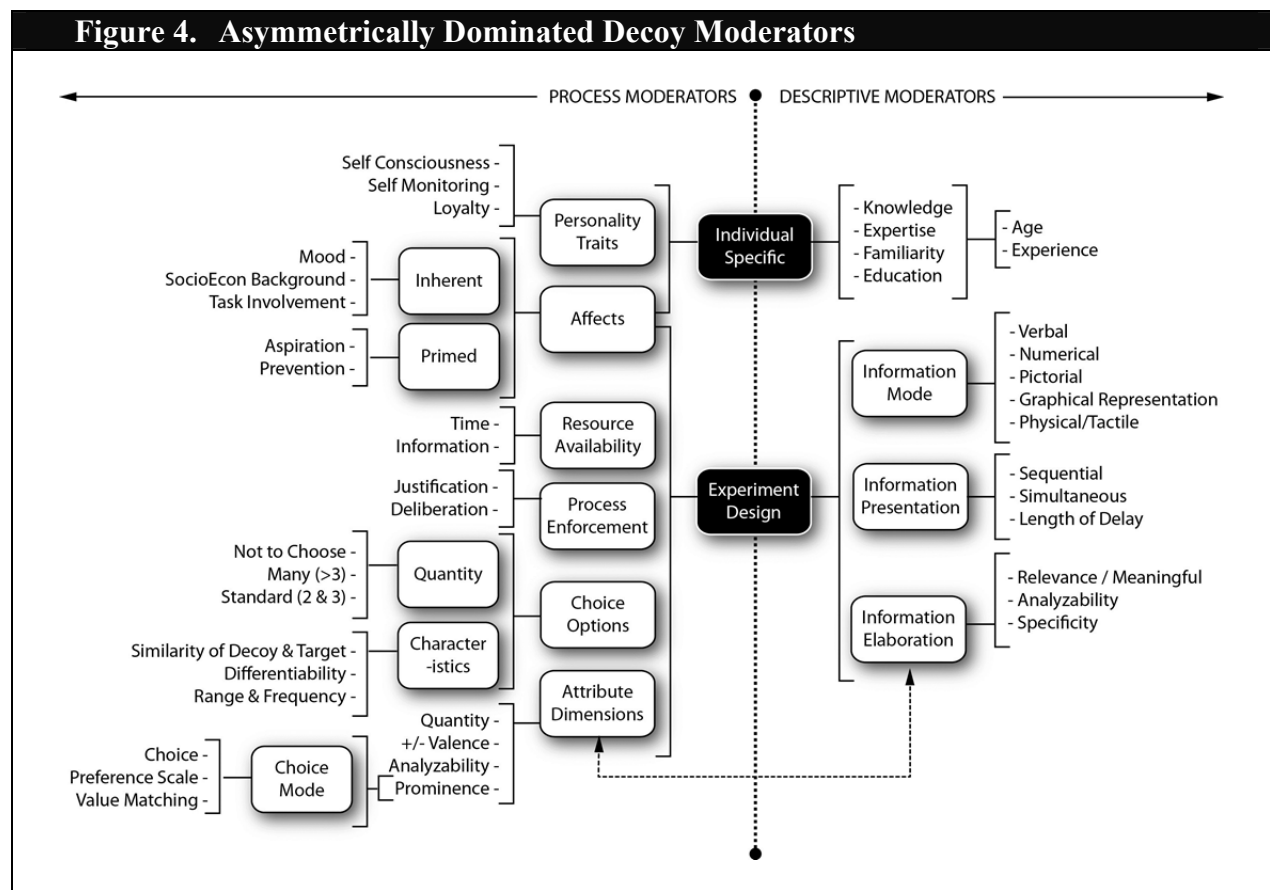 Figure 4. Asymmetrically Dominated Decoy Moderators
PROCESS MODERATORS
DESCRIPTIVE MODERATORS
Self Consciousness -
Self Monitoring -
Loyalty -
Personality
Traits
Individual
Specific
- Knowledge
- Expertise
- Familiarity
- Education
- Age
- Experience
Mood -
SocioEcon Background -
Task Involvement -
Inherent
Affects
Aspiration -
Prevention -
Primed
Time -
Information -
Resource
Availability
Justification -
Deliberation -
Process
Enforcement
Experiment
Design
Not to Choose -
Many (>3) -
Standard (2 & 3) -
Quantity
Choice
Options
Similarity of Decoy & Target -
Differentiability -
Range & Frequency -
Character
-istics
Attribute
Dimensions
Quantity -
+/- Valence -
Analyzability -
Prominence -
Choice -
Preference Scale -
Value Matching -
Choice
Mode
Information
Mode
- Verbal
- Numerical
- Pictorial
- Graphical Representation
- Physical/Tactile
Information
Presentation
- Sequential
- Simultaneous
- Length of Delay
Information
Elaboration
- Relevance / Meaningful
- Analyzability
- Specificity